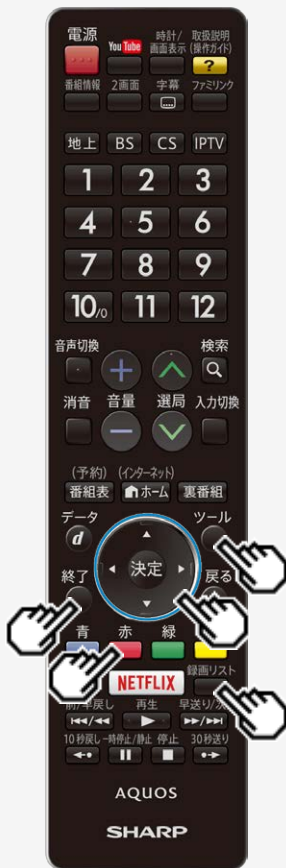 電源 YouTube 時計/画面表示 取扱説明(操作ガイド)
?
番組情報 2画面 字幕 ファミリンク
地上 BS CS IPTV
1 2 3
4 5 6
7 8 9
10/0 11 12
音声切換 検索
+
消音 音量 選局 入力切換
(予約) (インターネット)
番組表 ホーム 裏番組
データ ツール
d
決定
終了 戻る
青 赤 緑
NETFLIX 録画リスト
前/早戻し 再生 早送り/次
10秒戻し 一時停止/静止 停止 30秒送り
AQUOS
SHARP